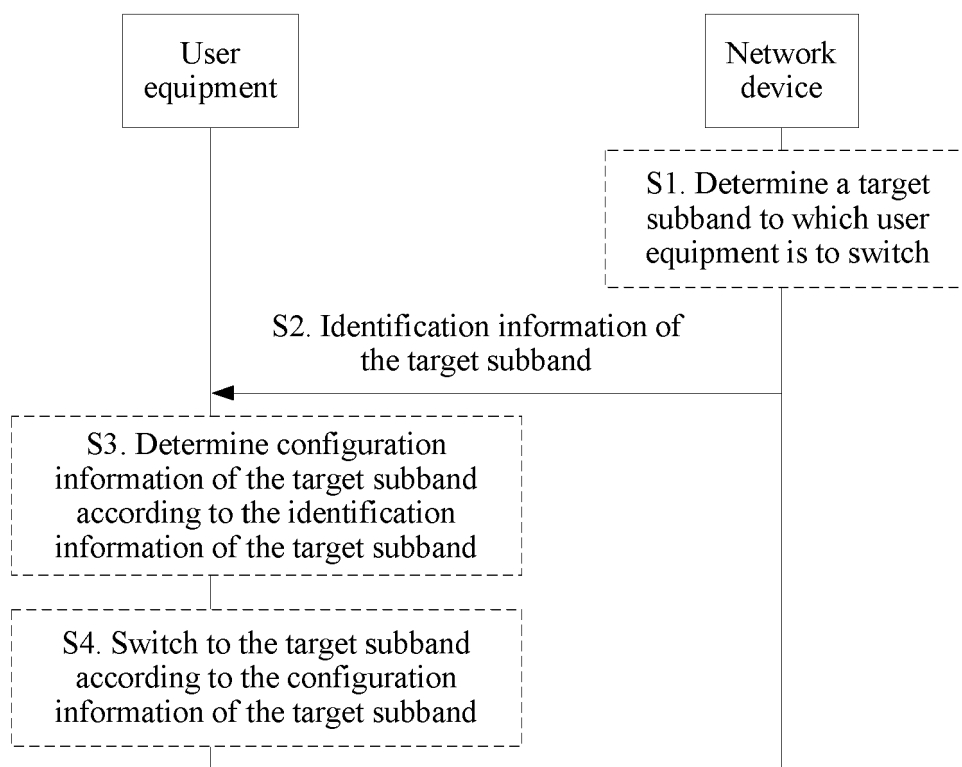 User
equipment
Network
device
S1. Determine a target
subband to which user
equipment is to switch
S2. Identification information of
the target subband
S3. Determine configuration
information of the target subband
according to the identification
information of the target subband
S4. Switch to the target subband
according to the configuration
information of the target subband